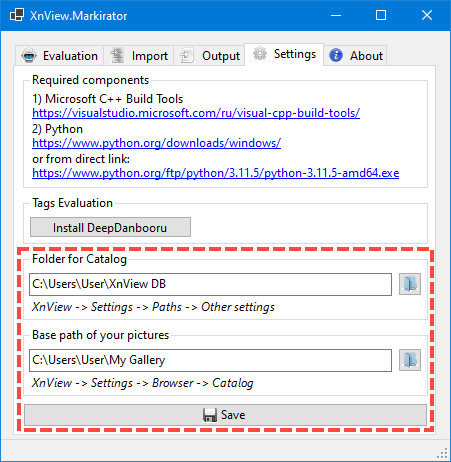 XnView.Markirator
Evaluation Import Output Settings About
Required components
1) Microsoft C++ Build Tools
https://visualstudio.microsoft.com/ru/visual-cpp-build-tools/
2) Python
https://www.python.org/downloads/windows/
or from direct link:
https://www.python.org/ftp/python/3.11.5/python-3.11.5-amd64.exe
Tags Evaluation
Install DeepDanbooru
Folder for Catalog
C:\Users\User\XnView DB
XnView -> Settings -> Paths -> Other settings
Base path of your pictures
C:\Users\User\My Gallery
XnView -> Settings -> Browser -> Catalog
Save